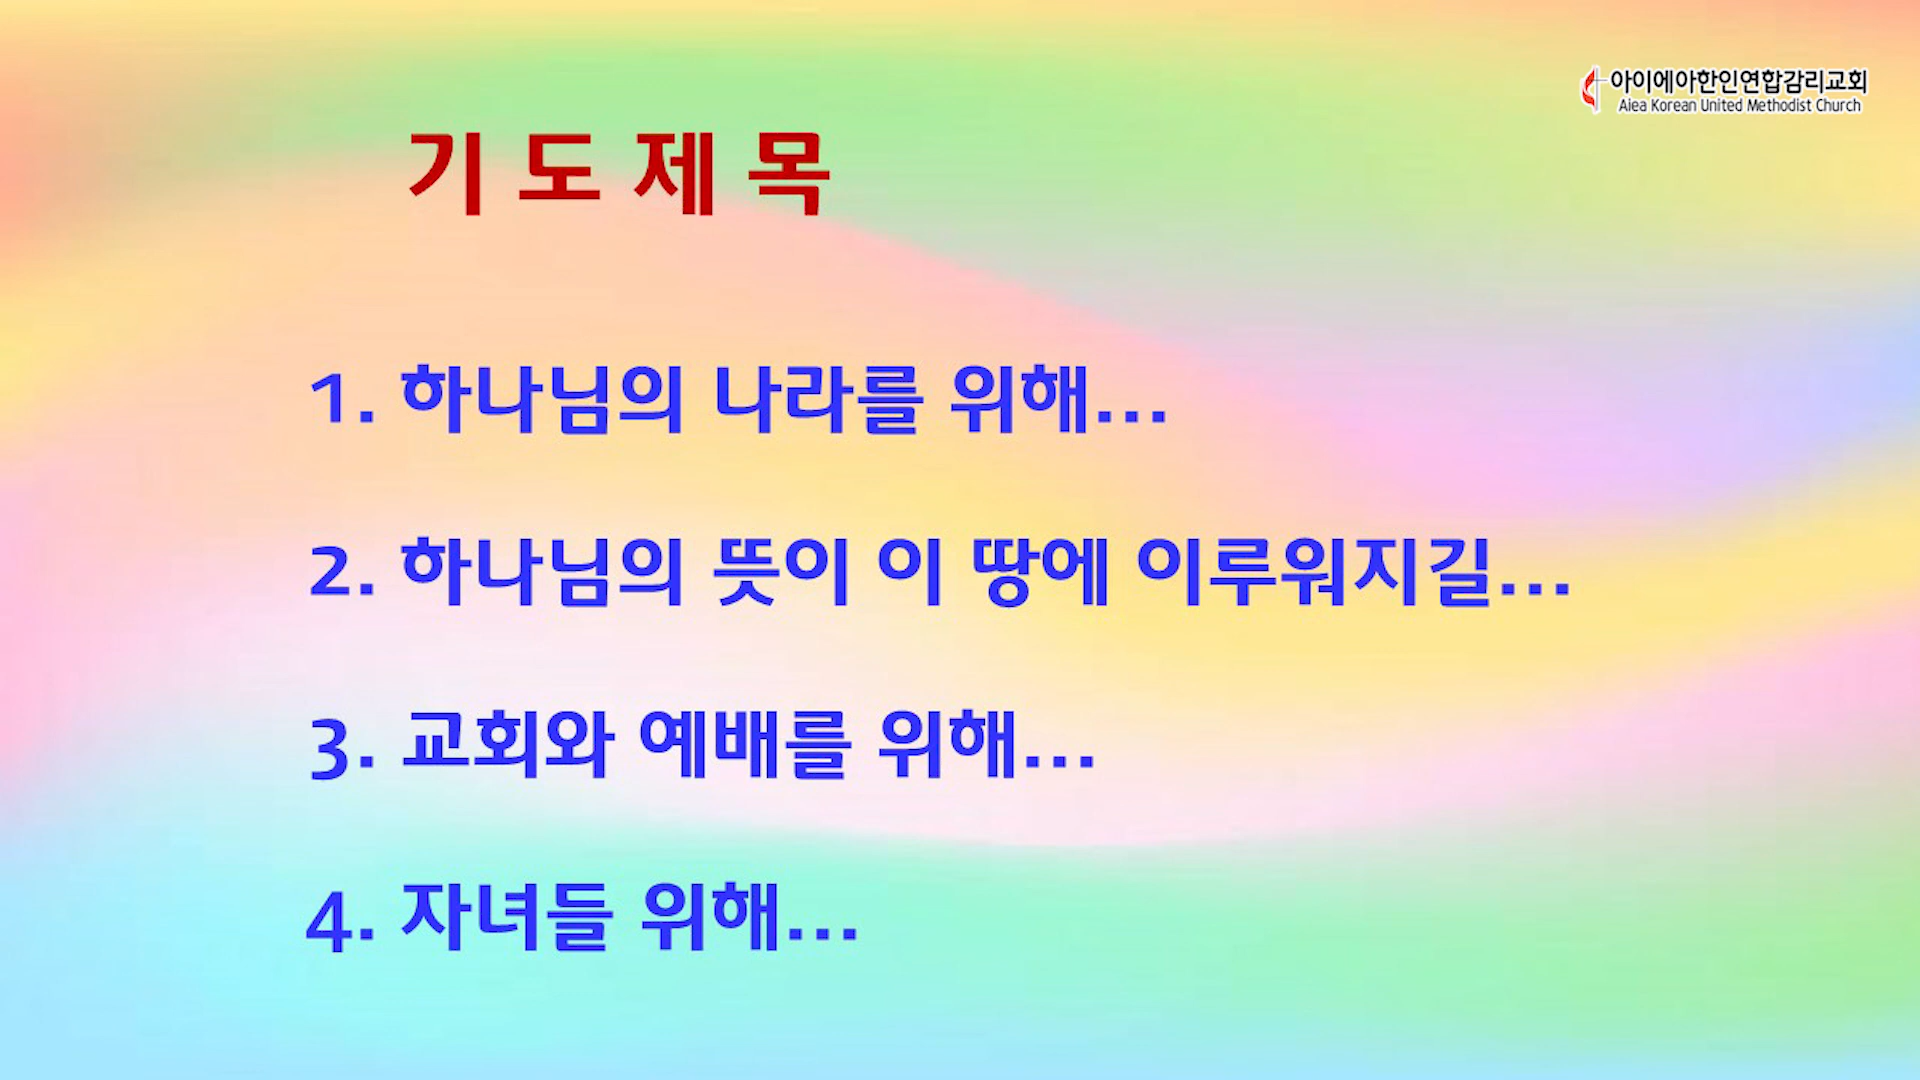 아이에아한인연합감리교회
Aiea Korean United Methodist Church
기 도 제 목
1. 하나님의 나라를 위해...
2. 하나님의 뜻이 이 땅에 이루워지길...
3. 교회와 예배를 위해...
4. 자녀들 위해...